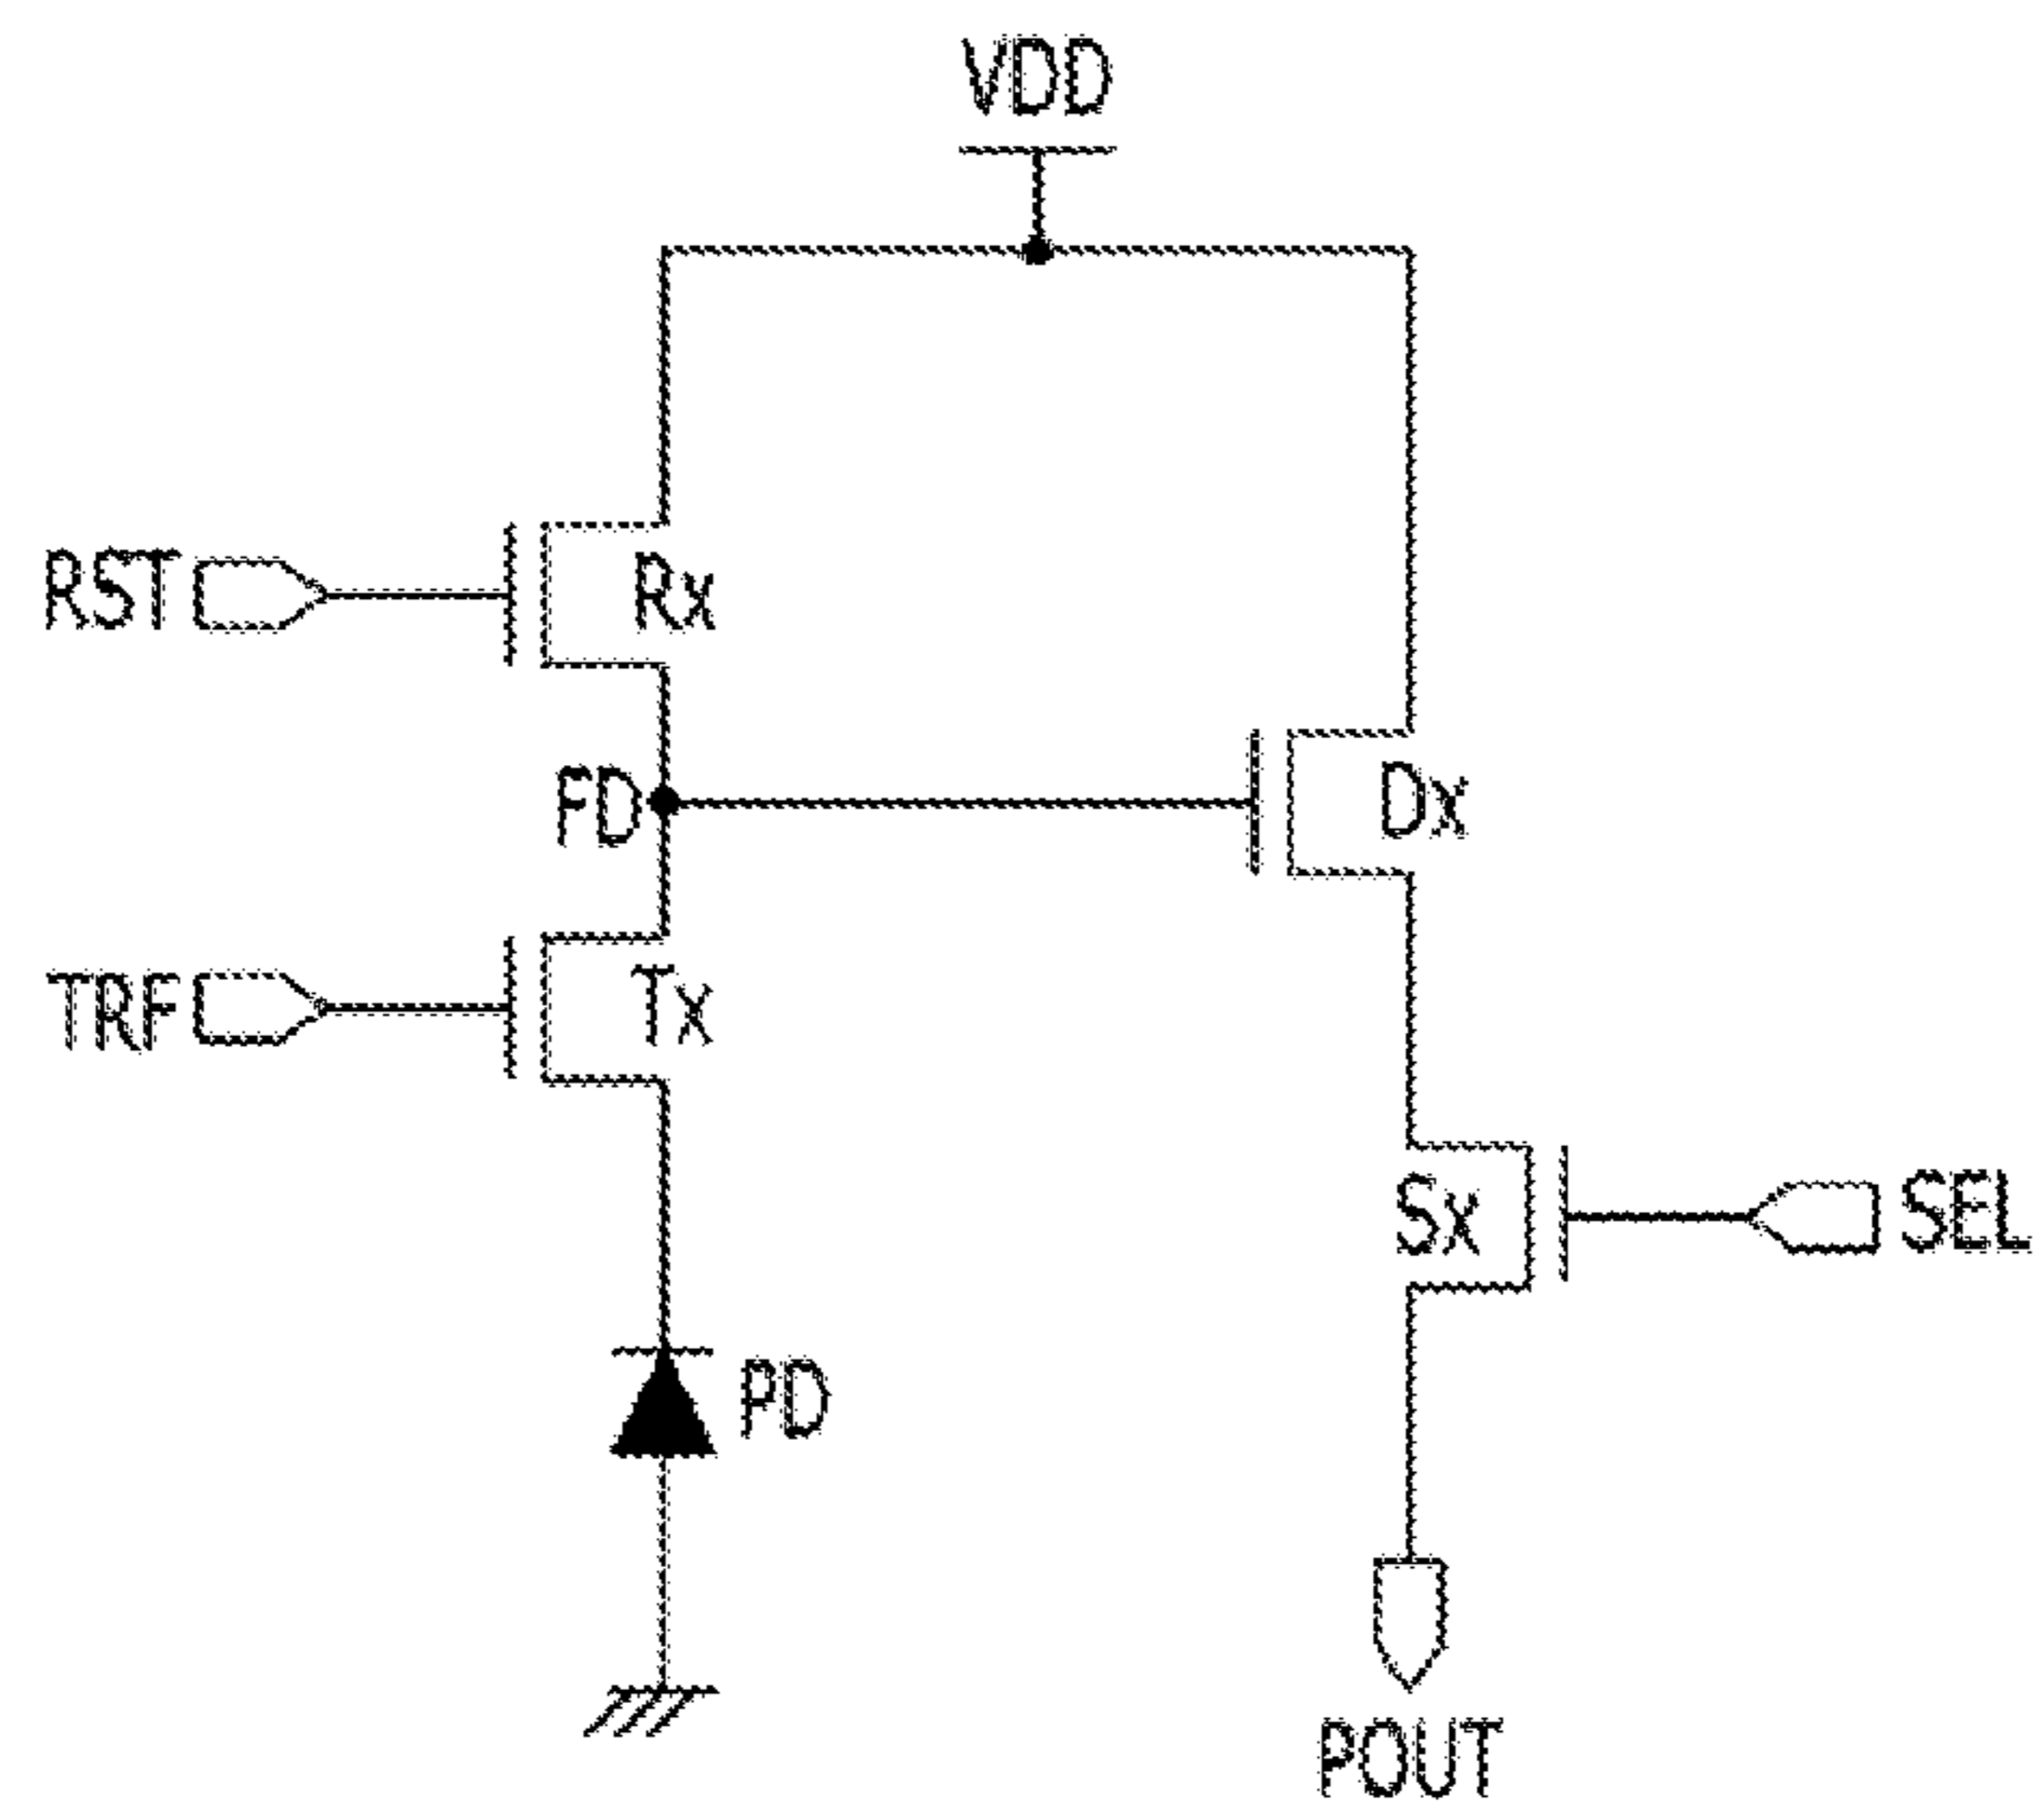 VDD
RST
Rx
FD
Dx
TRF
Tx
Sx
SEL
PD
POUT